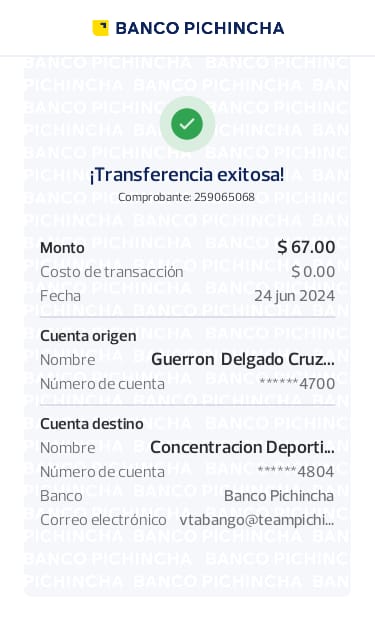 BANCO PICHINCHA
¡Transferencia exitosa!
Comprobante: 259065068
Monto $ 67.00
Costo de transacción $ 0.00
Fecha 24 jun 2024
Cuenta origen
Nombre Guerron Delgado Cruz...
Número de cuenta ******4700
Cuenta destino
Nombre Concentracion Deporti...
Número de cuenta ******4804
Banco Banco Pichincha
Correo electrónico vtabango@teampichi...